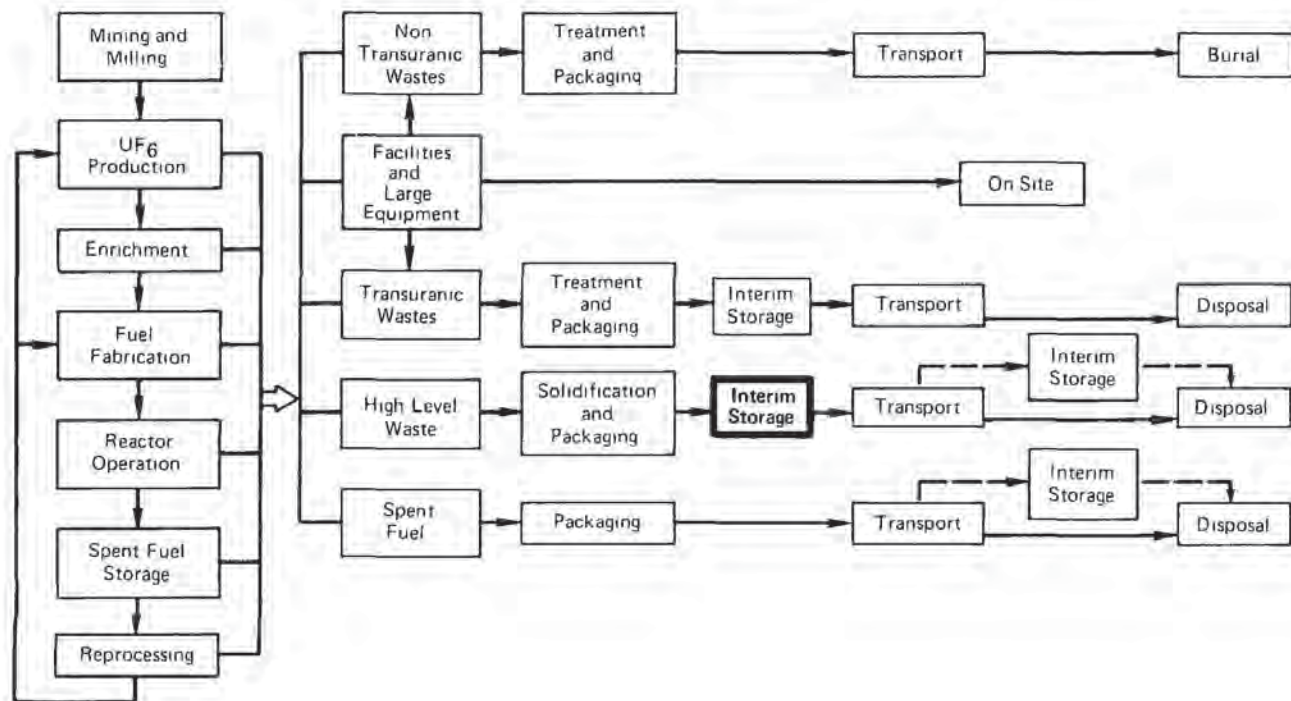 Mining and
Milling
UF6
Production
Enrichment
Fuel
Fabrication
Reactor
Operation
Spent Fuel
Storage
Reprocessing
Non
Transuranic
Wastes
Treatment
and
Packaging
Transport
Burial
Facilities
and
Large
Equipment
On Site
Transuranic
Wastes
Treatment
and
Packaging
Interim
Storage
Transport
Disposal
High Level
Waste
Solidification
and
Packaging
Interim
Storage
Transport
Interim
Storage
Disposal
Spent
Fuel
Packaging
Transport
Interim
Storage
Disposal